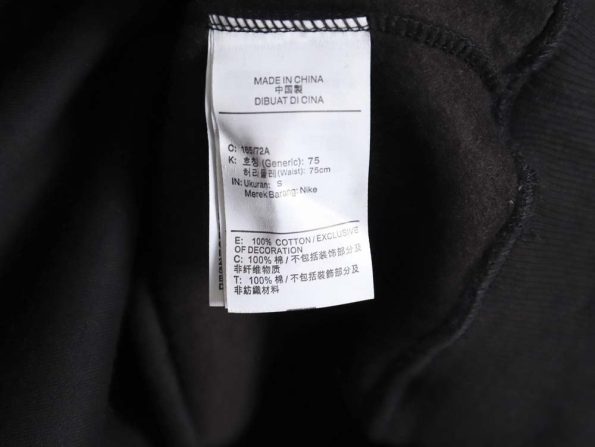 MADE IN CHINA
中国製
DIBUAT DI CINA
C: 165/72A
K: 호칭 (Generic): 75
허리둘레(Waist): 75cm
IN: Ukuran: S
Merek Barang: Nike
E: 100% COTTON / EXCLUSIVE
OF DECORATION
C: 100% 棉 / 不包括装饰部分及
非纤维物质
T: 100% 棉 / 不包括裝飾部分及
非紡織材料